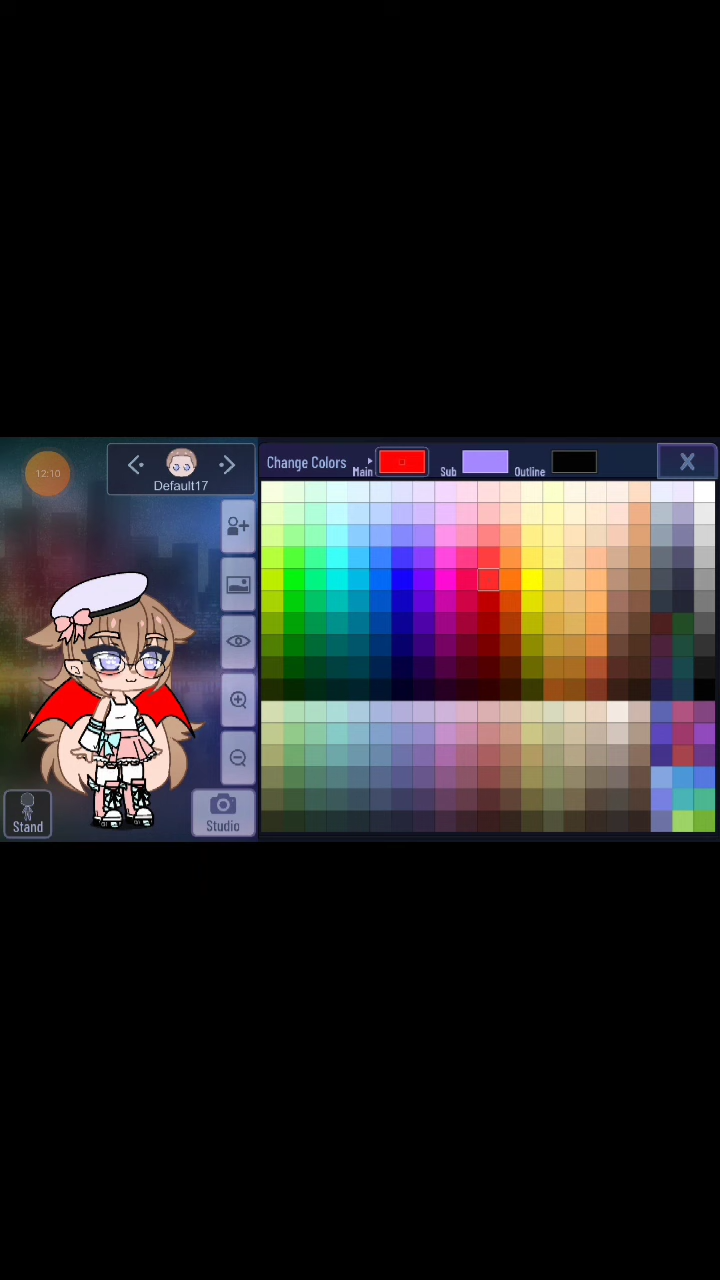 12:10
Default17
Change Colors
Main
Sub
Outline
X
Stand
Studio